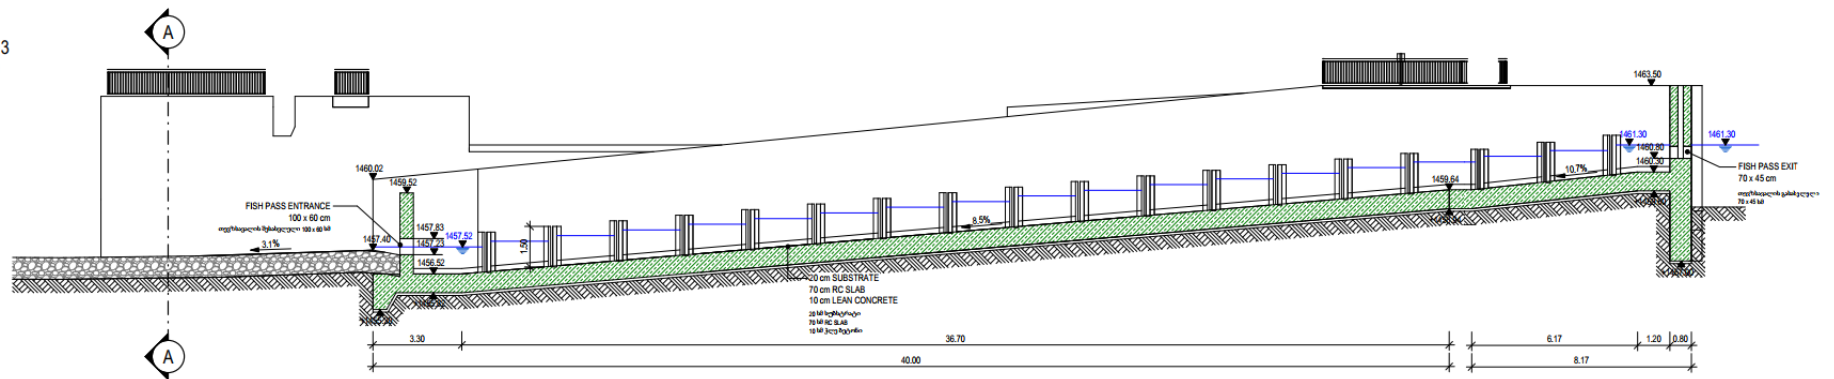 A
3
1463.50
1461.30
1461.30
1460.80
1460.30
FISH PASS EXIT
70 x 45 cm
10.7%
1460.02
1459.52
1459.64
FISH PASS ENTRANCE
100 x 60 cm
1457.83
1457.52
1457.40
1457.23
1456.52
3.1%
1.50
8.5%
20 cm SUBSTRATE
70 cm RC SLAB
10 cm LEAN CONCRETE
3.30
36.70
6.17
1.20
0.80
A
40.00
8.17